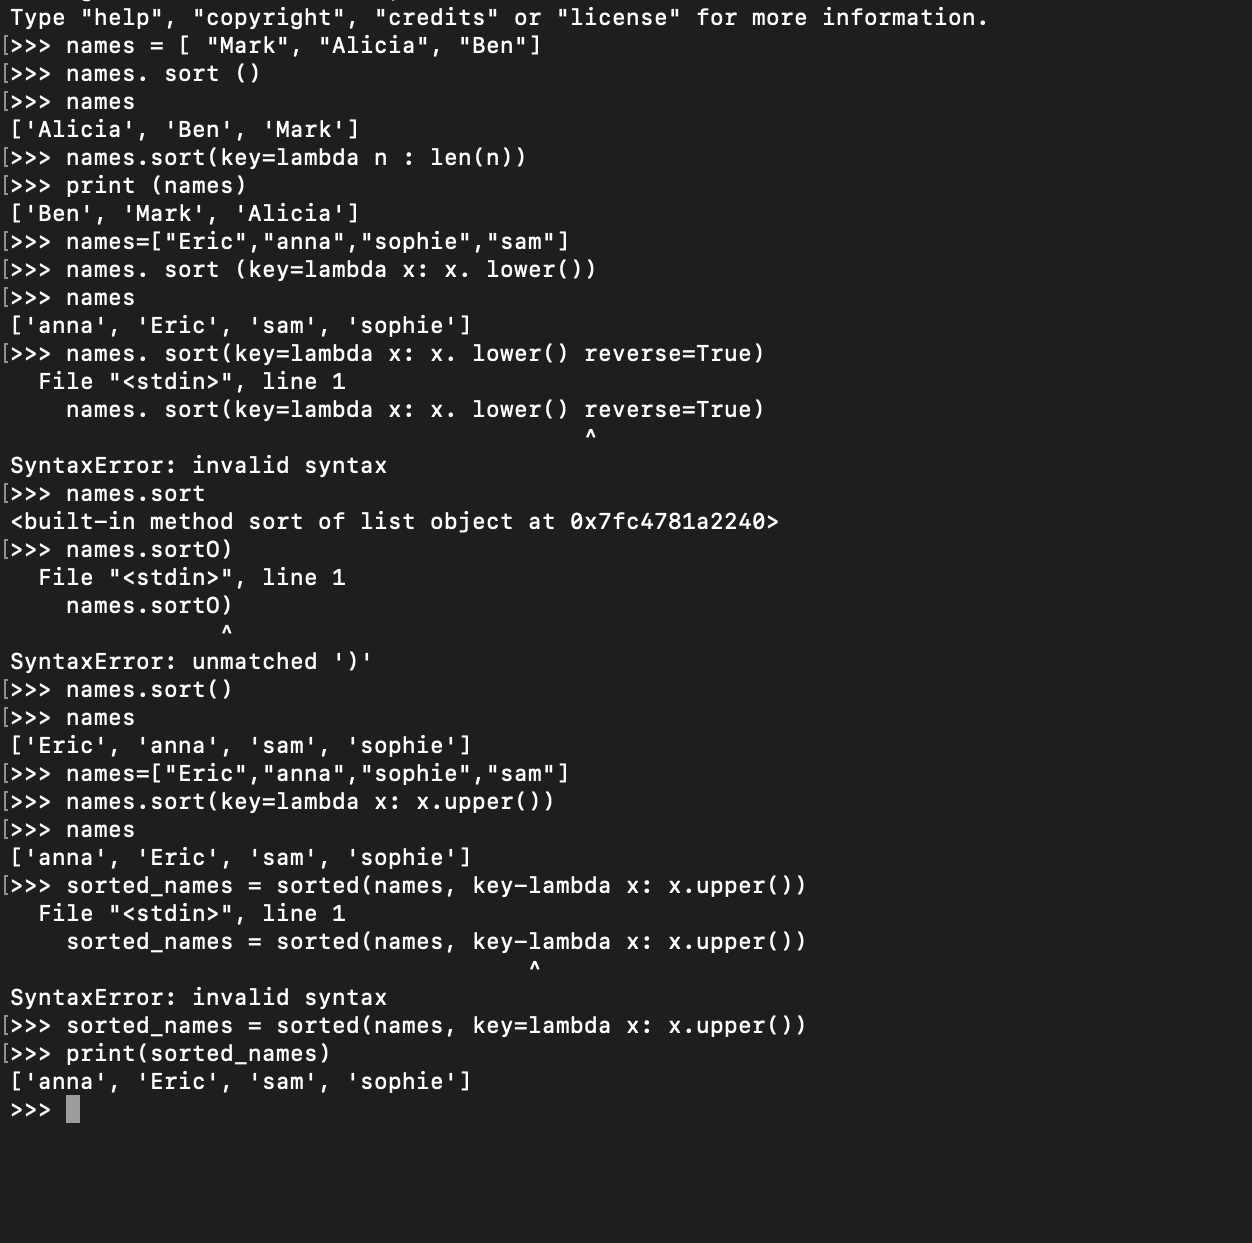 Type "help", "copyright", "credits" or "license" for more information.
[>>> names = [ "Mark", "Alicia", "Ben"]
[>>> names. sort ()
[>>> names
['Alicia', 'Ben', 'Mark']
[>>> names.sort(key=lambda n : len(n))
[>>> print (names)
['Ben', 'Mark', 'Alicia']
[>>> names=["Eric","anna","sophie","sam"]
[>>> names. sort (key=lambda x: x. lower())
[>>> names
['anna', 'Eric', 'sam', 'sophie']
[>>> names. sort(key=lambda x: x. lower() reverse=True)
  File "<stdin>", line 1
    names. sort(key=lambda x: x. lower() reverse=True)
                                         ^
SyntaxError: invalid syntax
[>>> names.sort
<built-in method sort of list object at 0x7fc4781a2240>
[>>> names.sortO)
  File "<stdin>", line 1
    names.sortO)
               ^
SyntaxError: unmatched ')'
[>>> names.sort()
[>>> names
['Eric', 'anna', 'sam', 'sophie']
[>>> names=["Eric","anna","sophie","sam"]
[>>> names.sort(key=lambda x: x.upper())
[>>> names
['anna', 'Eric', 'sam', 'sophie']
[>>> sorted_names = sorted(names, key-lambda x: x.upper())
  File "<stdin>", line 1
    sorted_names = sorted(names, key-lambda x: x.upper())
                                     ^
SyntaxError: invalid syntax
[>>> sorted_names = sorted(names, key=lambda x: x.upper())
[>>> print(sorted_names)
['anna', 'Eric', 'sam', 'sophie']
>>>